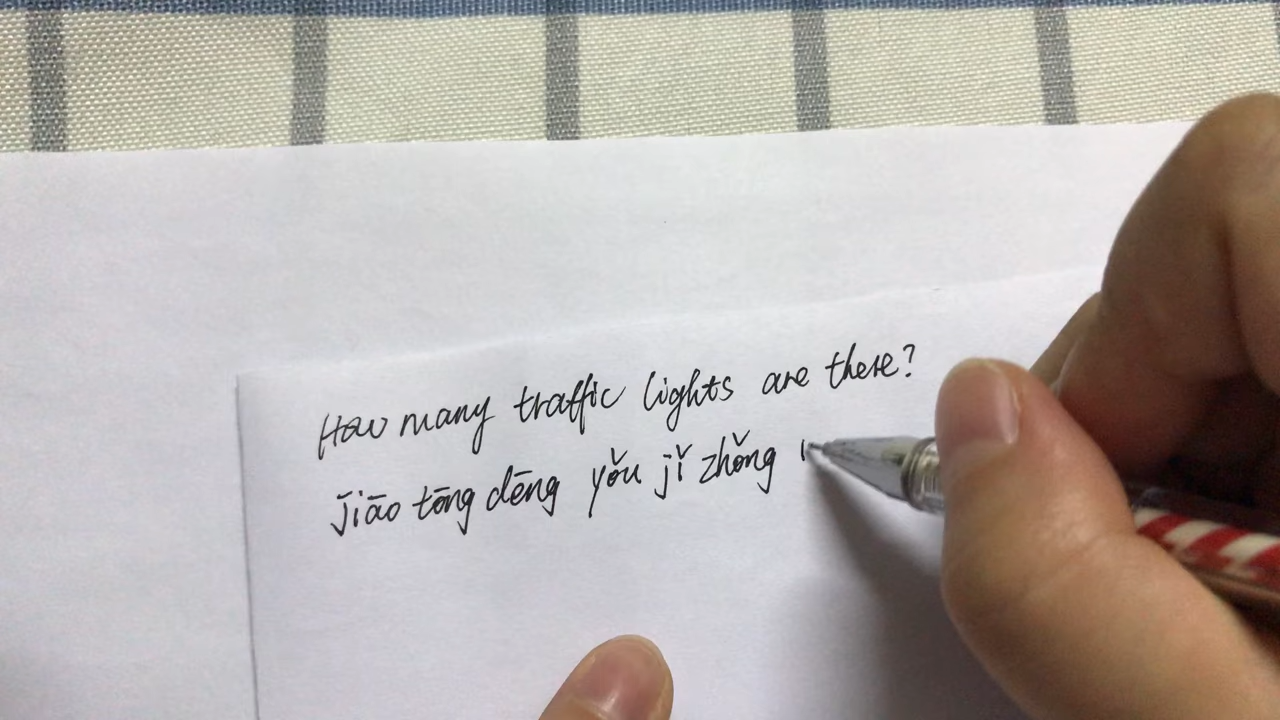 How many traffic lights are there?
jiāo tōng dēng yǒu jǐ zhǒng